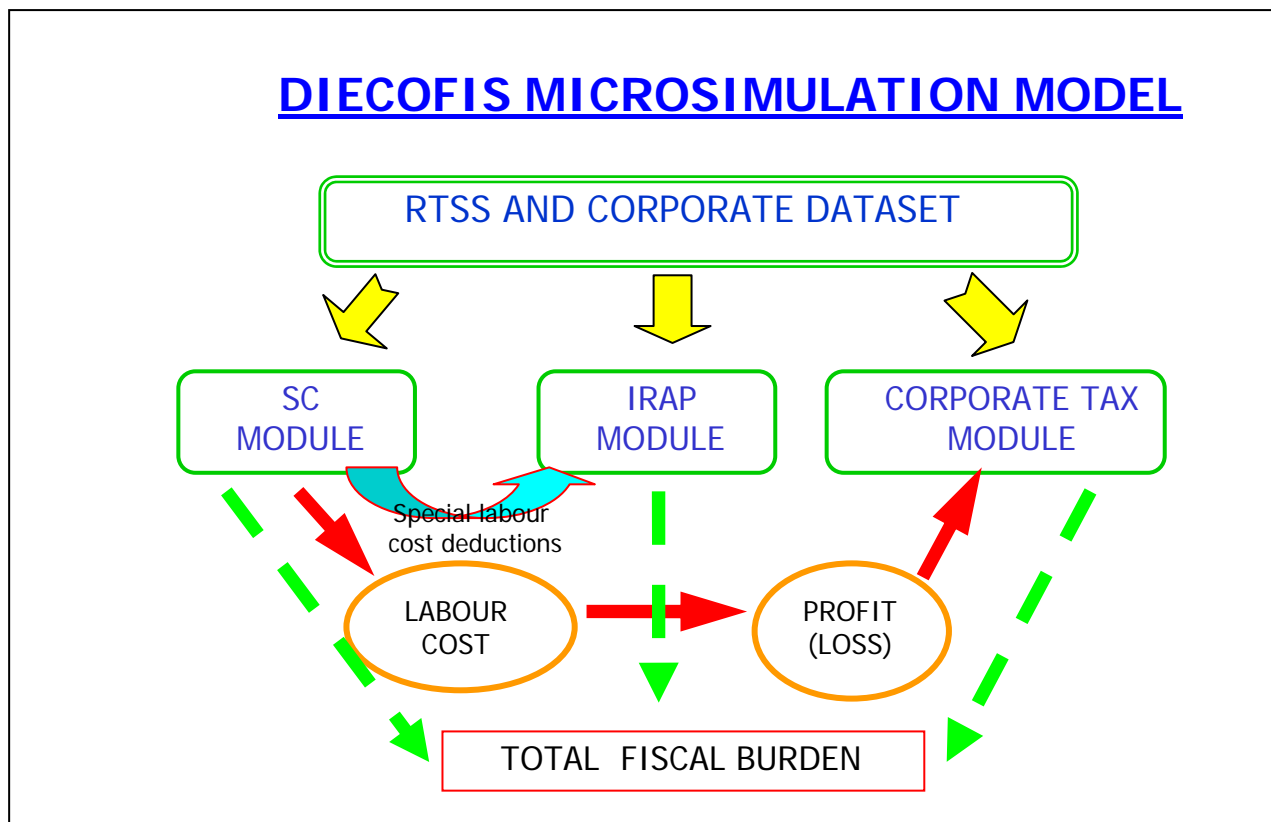 DIECOFIS MICROSIMULATION MODEL
RTSS AND CORPORATE DATASET
SC
MODULE
IRAP
MODULE
CORPORATE TAX
MODULE
Special labour
cost deductions
LABOUR
COST
PROFIT
(LOSS)
TOTAL FISCAL BURDEN